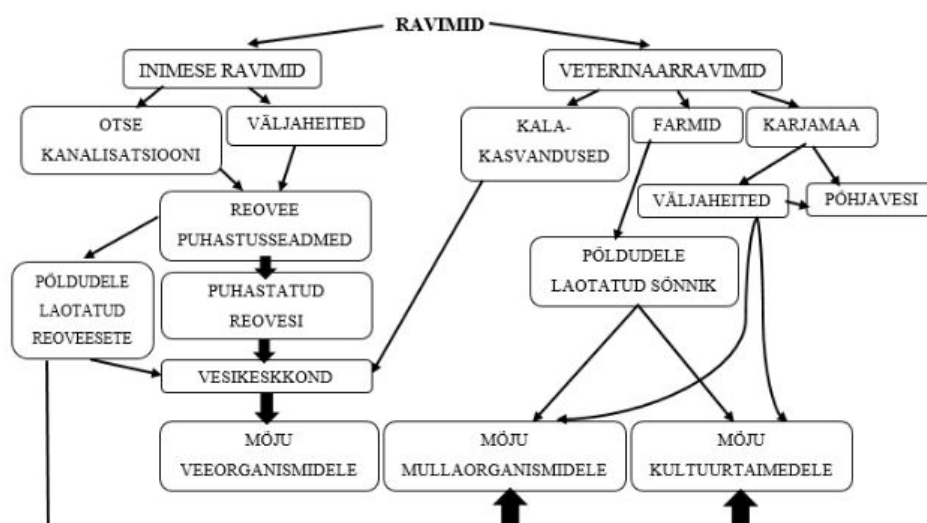 RAVIMID
INIMESE RAVIMID
VETERINAARRAVIMID
OTSE
KANALISATSIOONI
VÄLJAHEITED
KALA-
KASVANDUSED
FARMID
KARJAMAA
VÄLJAHEITED
PÕHJAVESI
REOVEE
PUHASTUSSEADMED
PÕLDUDELE
LAOTATUD SÕNNIK
PÕLDUDELE
LAOTATUD
REOVEESETE
PUHASTATUD
REOVESI
VESIKESKKOND
MÕJU
VEEORGANISMIDELE
MÕJU
MULLAORGANISMIDELE
MÕJU
KULTUURTAIMEDELE